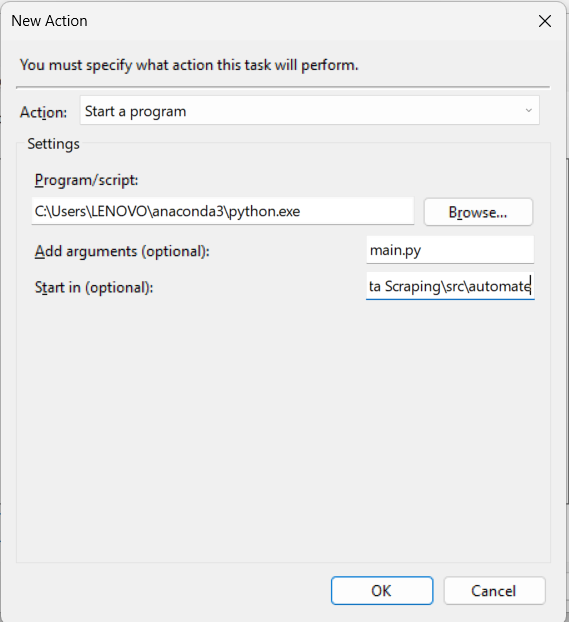 New Action
You must specify what action this task will perform.
Action: Start a program
Settings
Program/script:
C:\Users\LENOVO\anaconda3\python.exe Browse...
Add arguments (optional): main.py
Start in (optional): ta Scraping\src\automate
OK Cancel